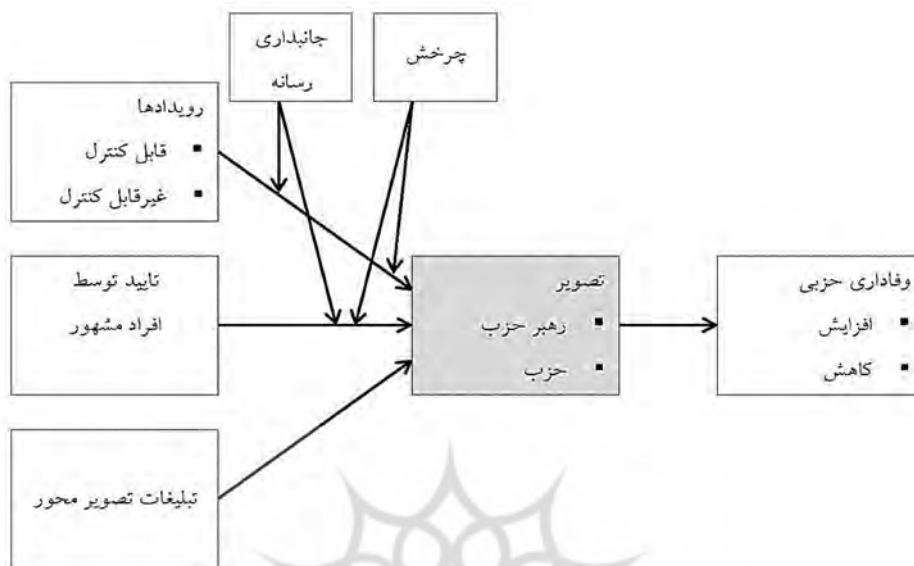 جانبداری
رسانه
چرخش
رویدادها
▪ قابل کنترل
▪ غیرقابل کنترل
تایید توسط
افراد مشهور
تصویر
▪ رهبر حزب
▪ حزب
وفاداری حزبی
▪ افزایش
▪ کاهش
تبلیغات تصویر محور